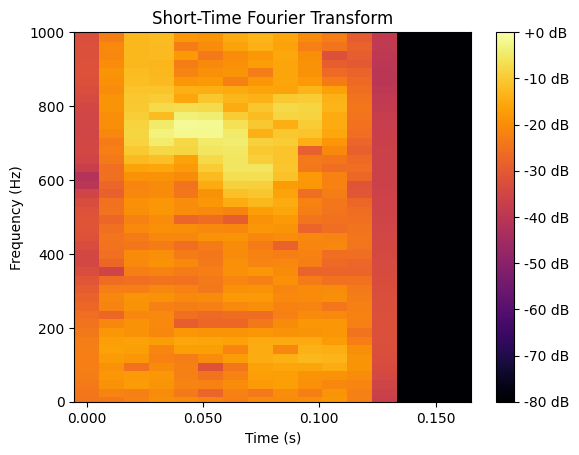 Short-Time Fourier Transform
1000
800
600
400
200
0
Frequency (Hz)
0.000
0.050
0.100
0.150
Time (s)
+0 dB
-10 dB
-20 dB
-30 dB
-40 dB
-50 dB
-60 dB
-70 dB
-80 dB